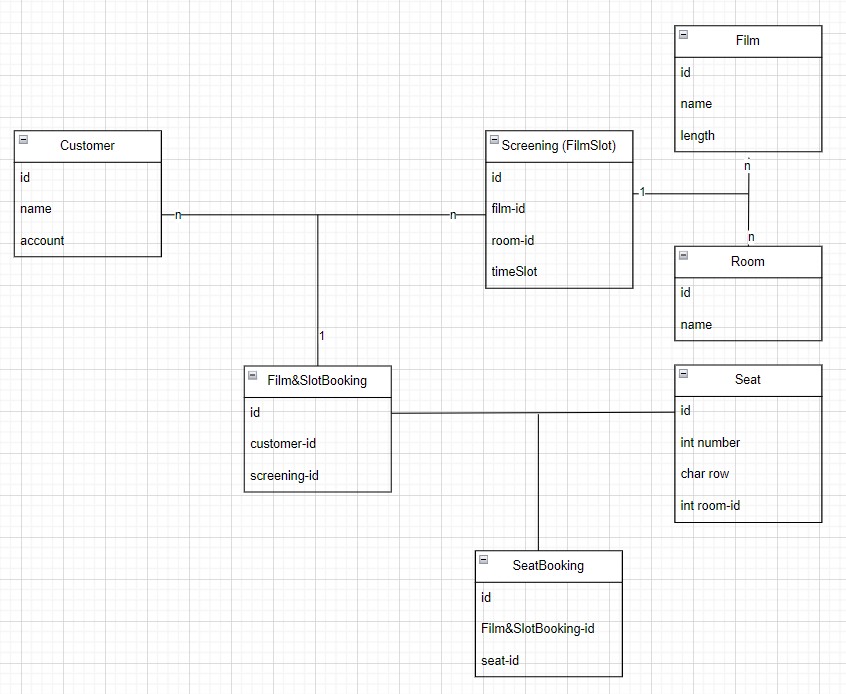 Film
id
name
length
Customer
id
name
account
Screening (FilmSlot)
id
film-id
room-id
timeSlot
n
n
1
n
n
Room
id
name
1
Film&SlotBooking
id
customer-id
screening-id
Seat
id
int number
char row
int room-id
SeatBooking
id
Film&SlotBooking-id
seat-id